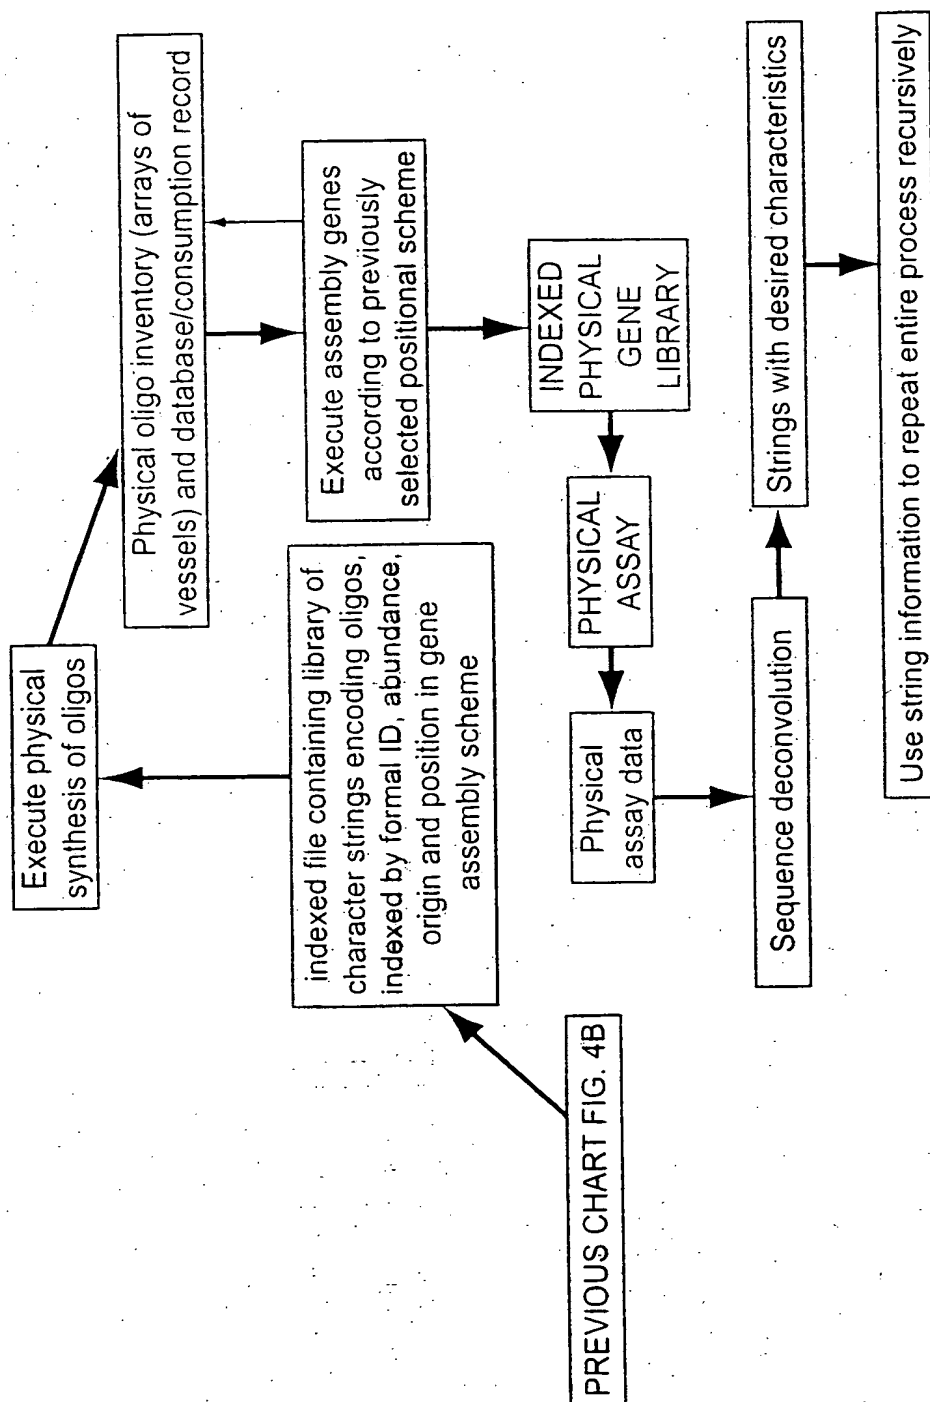 PREVIOUS CHART FIG. 4B
indexed file containing library of
character strings encoding oligos,
indexed by formal ID, abundance,
origin and position in gene
assembly scheme
Execute physical
synthesis of oligos
Physical oligo inventory (arrays of
vessels) and database/consumption record
Execute assembly genes
according to previously
selected positional scheme
INDEXED
PHYSICAL
GENE
LIBRARY
PHYSICAL
ASSAY
Physical
assay data
Sequence deconvolution
Strings with desired characteristics
Use string information to repeat entire process recursively